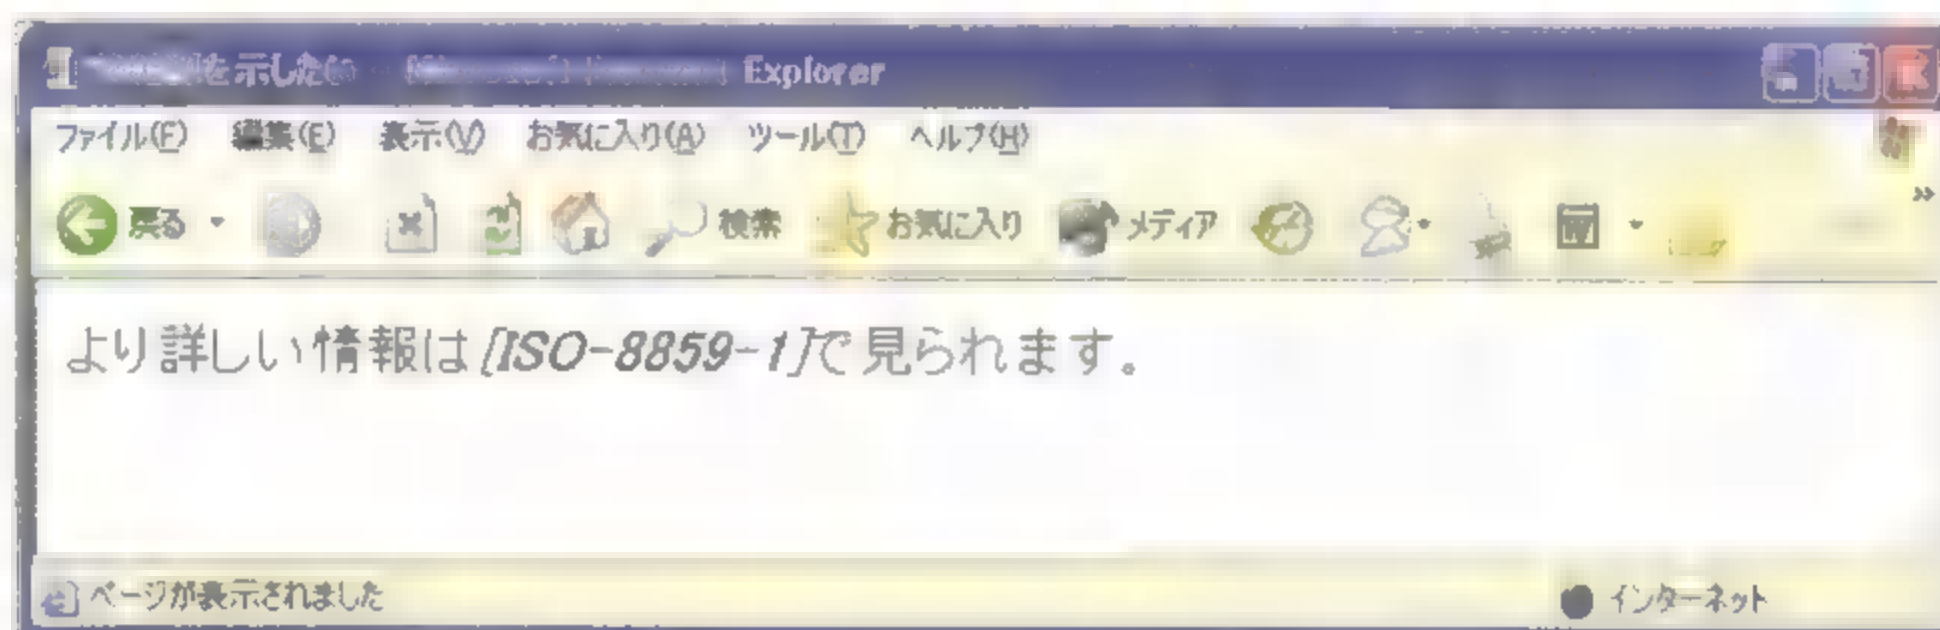 を示した Explorer
ファイル(F) 編集(E) 表示(V) お気に入り(A) ツール(T) ヘルプ(H)
戻る 検索 お気に入り メディア »
より詳しい情報は[ISO-8859-1]で見られます。
ページが表示されました インターネット